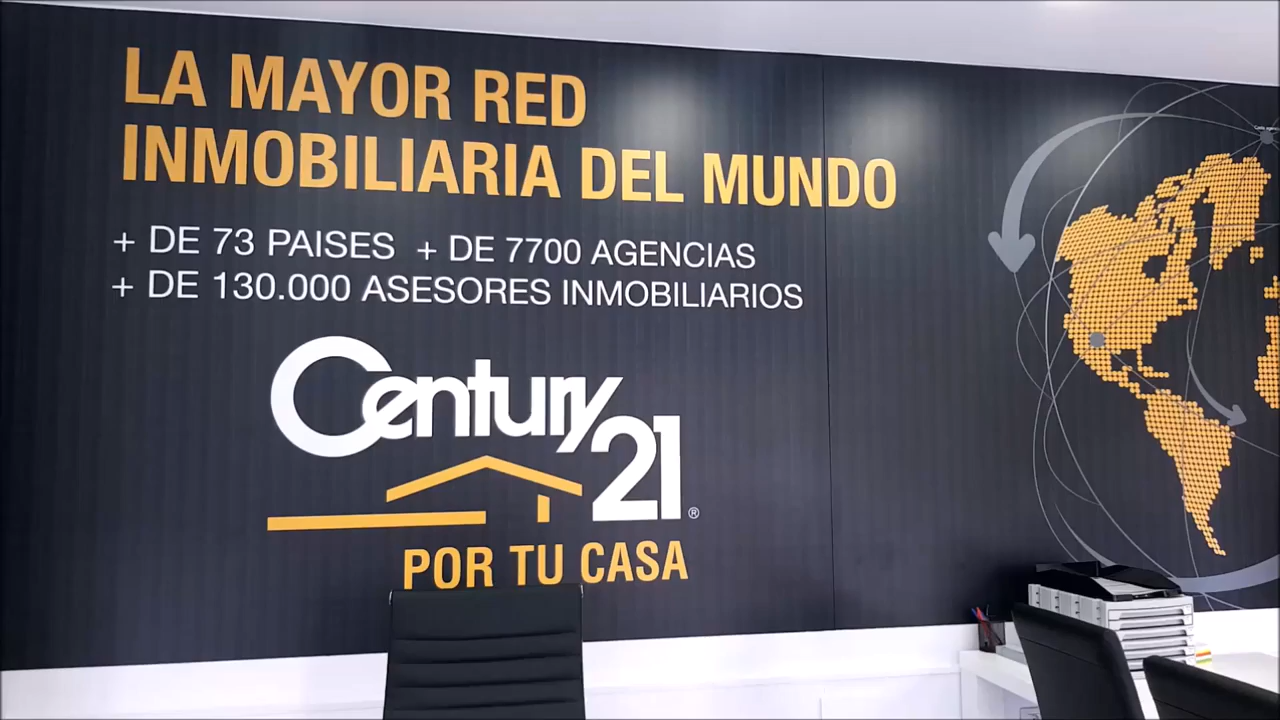 LA MAYOR RED
INMOBILIARIA DEL MUNDO
+ DE 73 PAISES + DE 7700 AGENCIAS
+ DE 130.000 ASESORES INMOBILIARIOS
Century
21®
POR TU CASA